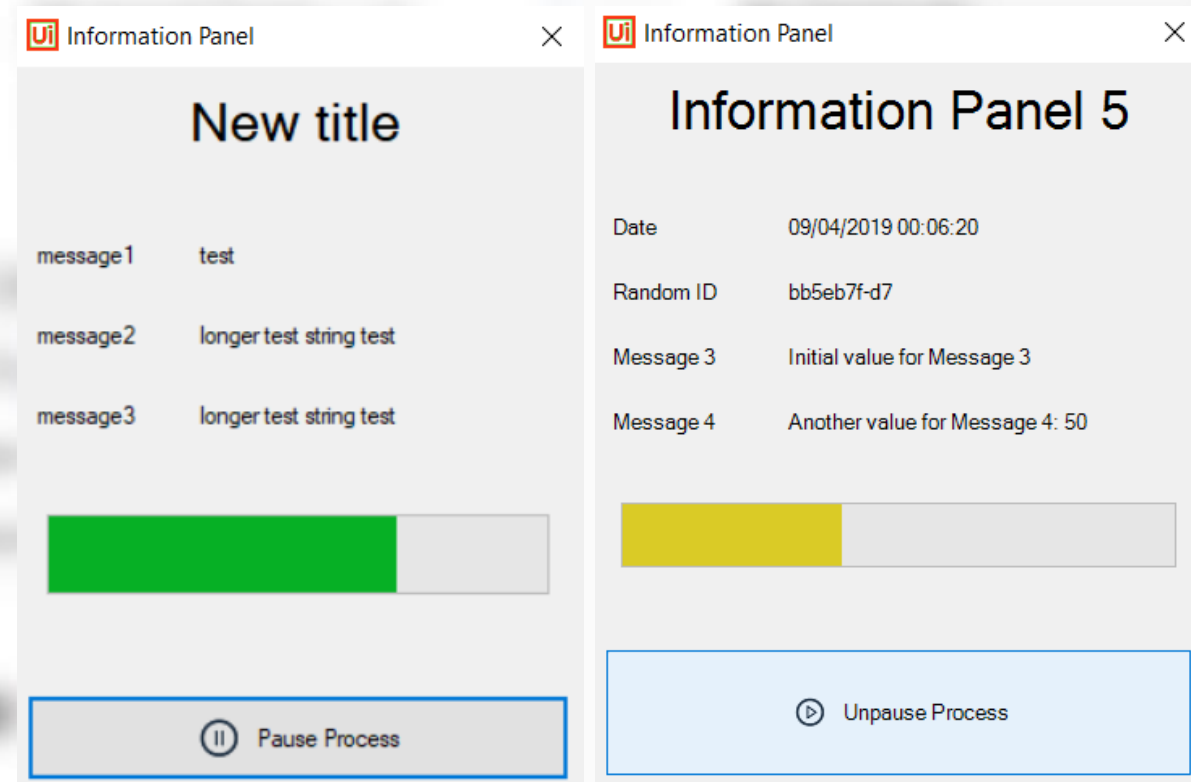 Ui Information Panel
New title
message1 test
message2 longer test string test
message3 longer test string test
Pause Process
Ui Information Panel
Information Panel 5
Date 09/04/2019 00:06:20
Random ID bb5eb7f-d7
Message 3 Initial value for Message 3
Message 4 Another value for Message 4: 50
Unpause Process